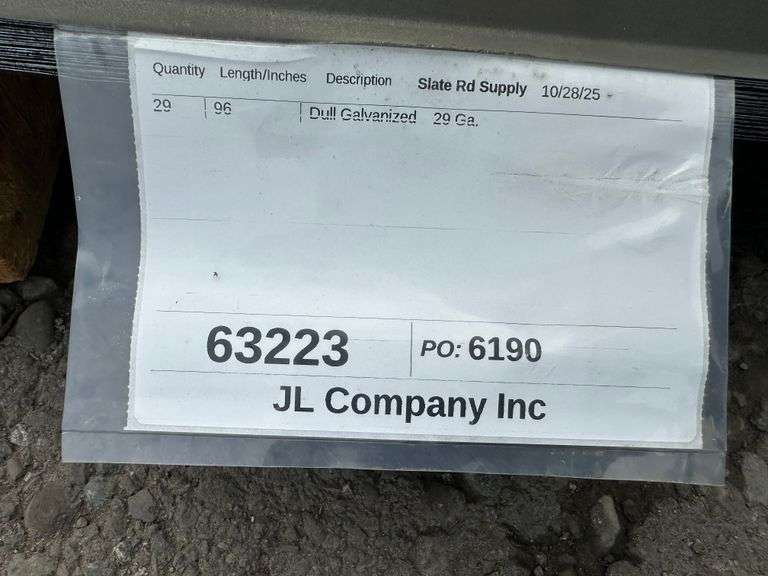 Quantity Length/Inches Description Slate Rd Supply 10/28/25
29 96 Dull Galvanized 29 Ga.
63223 PO: 6190
JL Company Inc